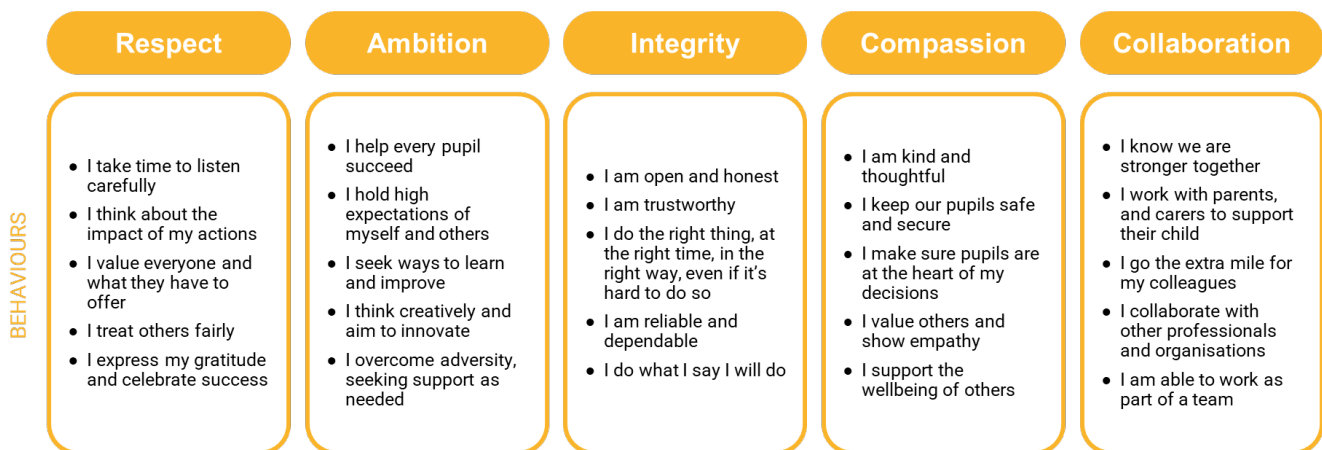 Respect
Ambition
Integrity
Compassion
Collaboration
BEHAVIOURS
• I take time to listen
carefully
• I think about the
impact of my actions
• I value everyone and
what they have to
offer
• I treat others fairly
• I express my gratitude
and celebrate success
• I help every pupil
succeed
• I hold high
expectations of
myself and others
• I seek ways to learn
and improve
• I think creatively and
aim to innovate
• I overcome adversity,
seeking support as
needed
• I am open and honest
• I am trustworthy
• I do the right thing, at
the right time, in the
right way, even if it's
hard to do so
• I am reliable and
dependable
• I do what I say I will do
• I am kind and
thoughtful
• I keep our pupils safe
and secure
• I make sure pupils are
at the heart of my
decisions
• I value others and
show empathy
• I support the
wellbeing of others
• I know we are
stronger together
• I work with parents,
and carers to support
their child
• I go the extra mile for
my colleagues
• I collaborate with
other professionals
and organisations
• I am able to work as
part of a team